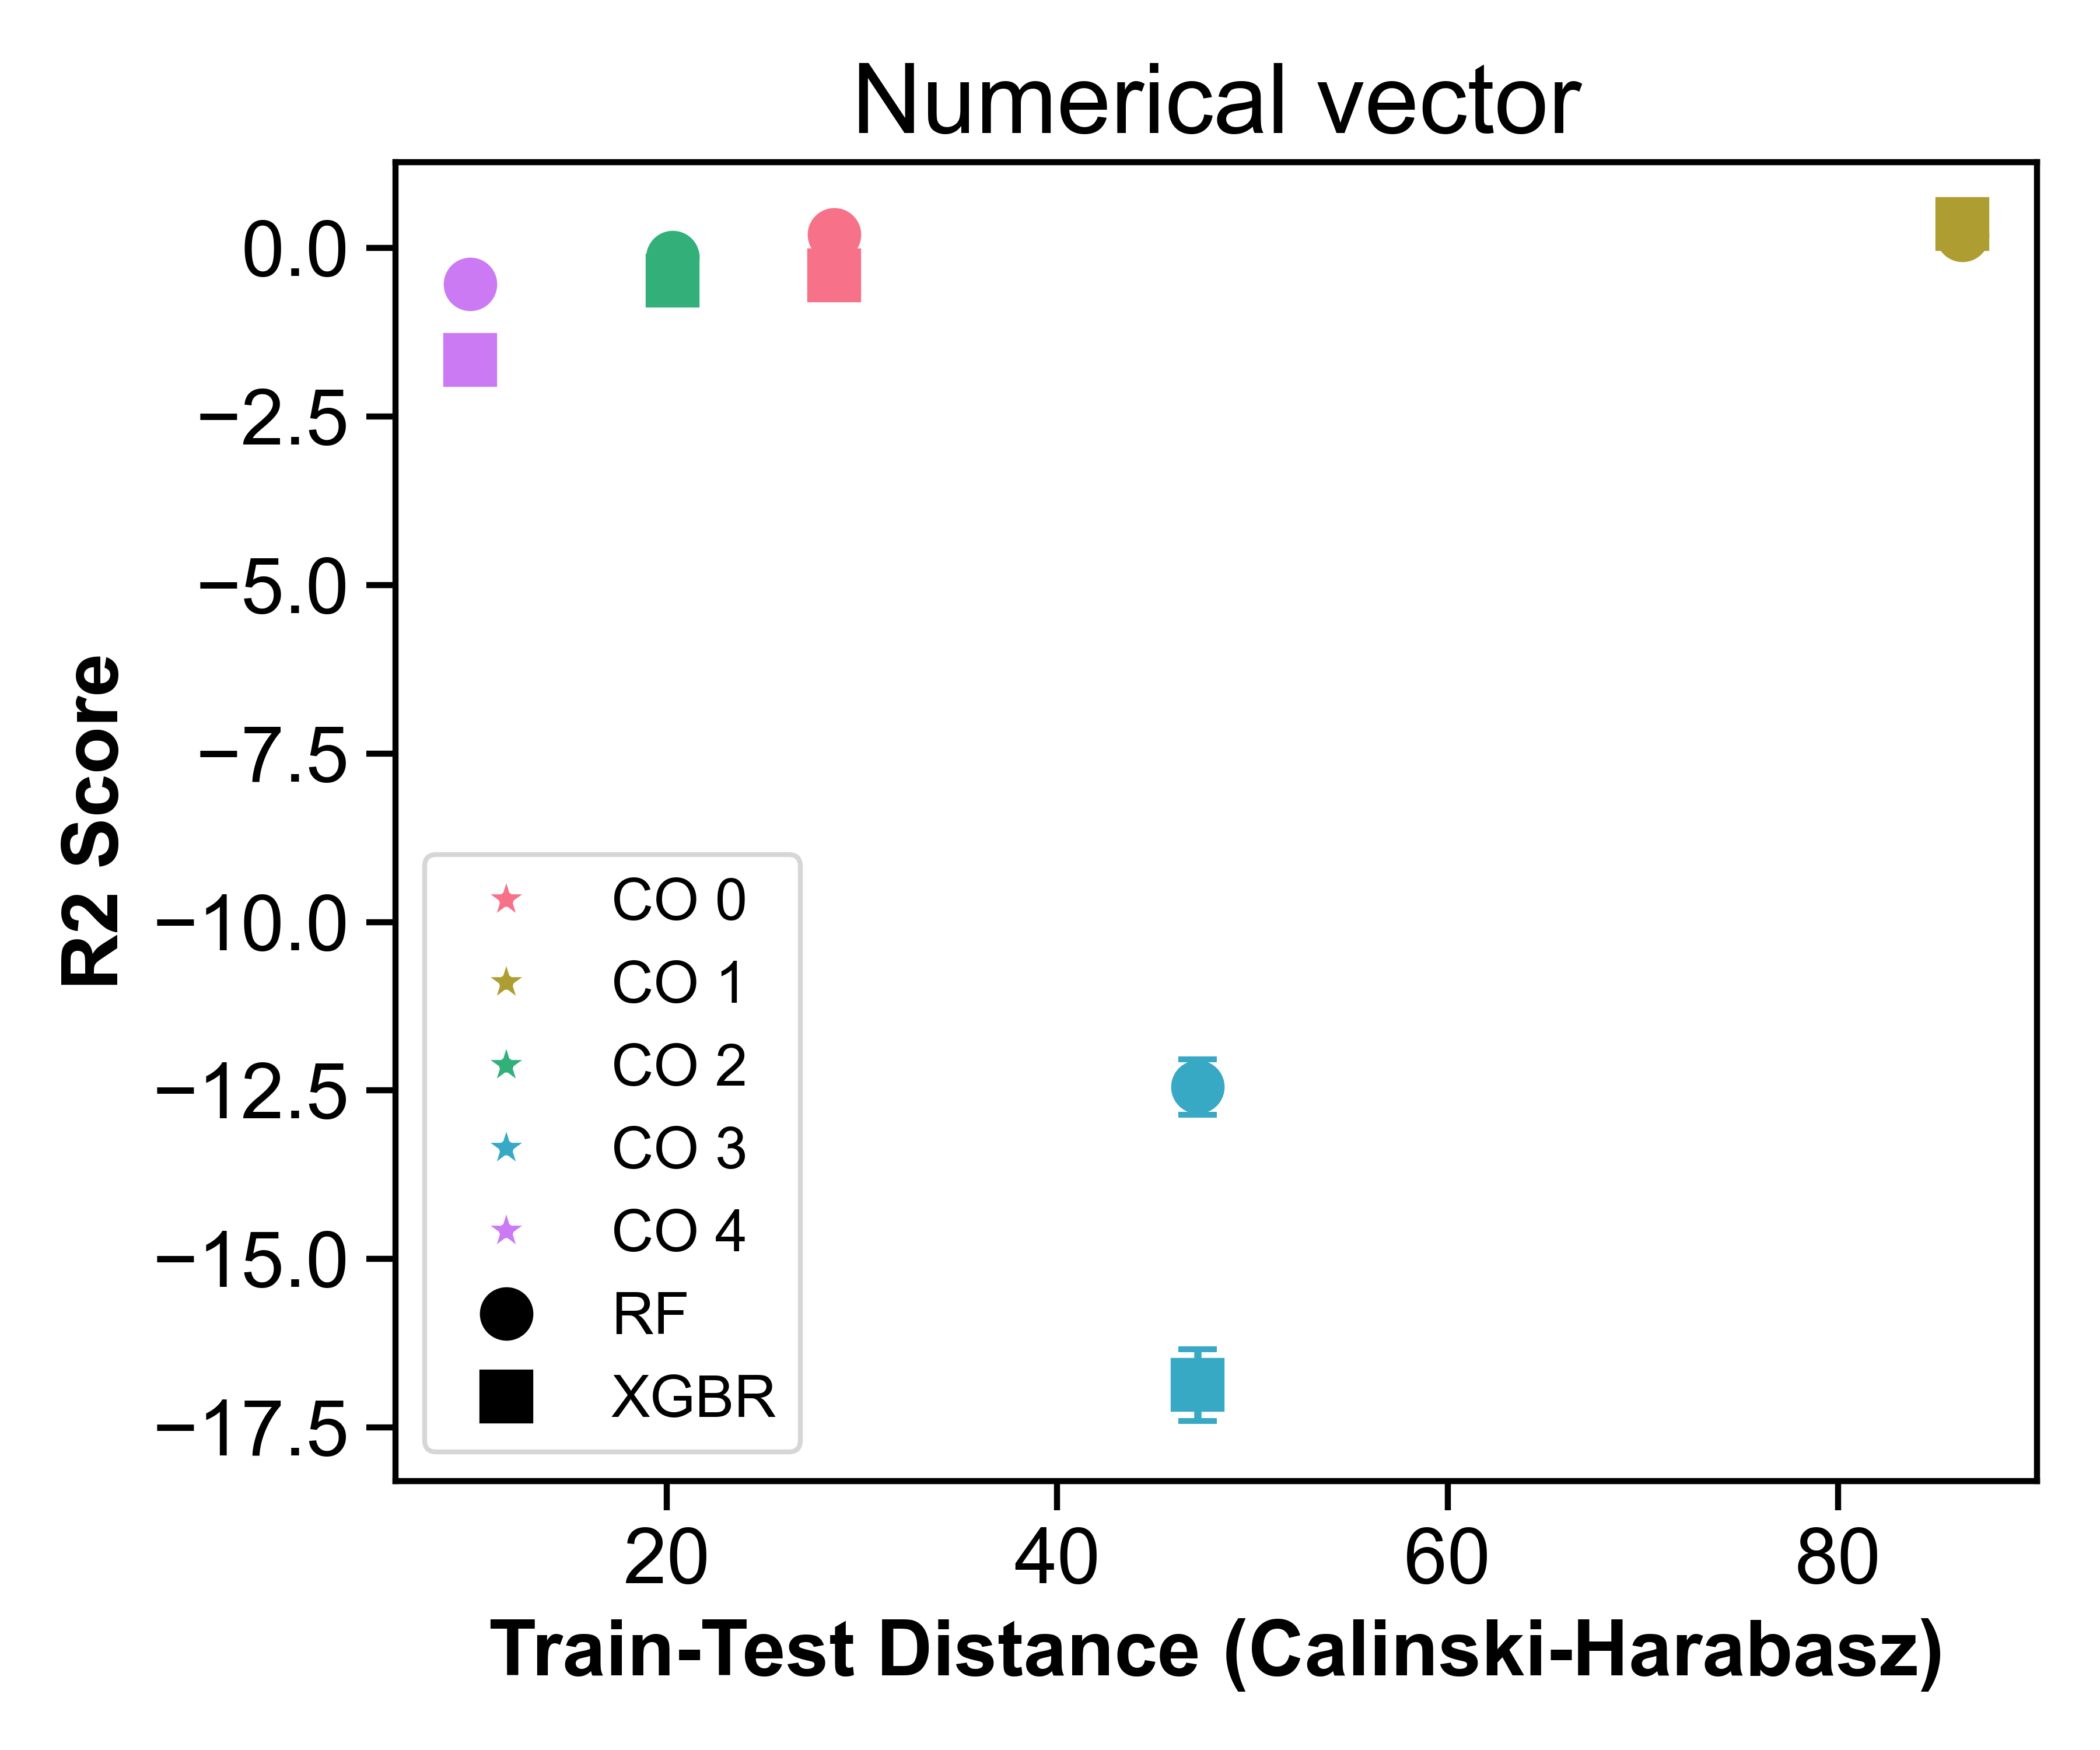 Numerical vector
0.0
−2.5
−5.0
−7.5
−10.0
−12.5
−15.0
−17.5
R2 Score
CO 0
CO 1
CO 2
CO 3
CO 4
RF
XGBR
20 40 60 80
Train-Test Distance (Calinski-Harabasz)